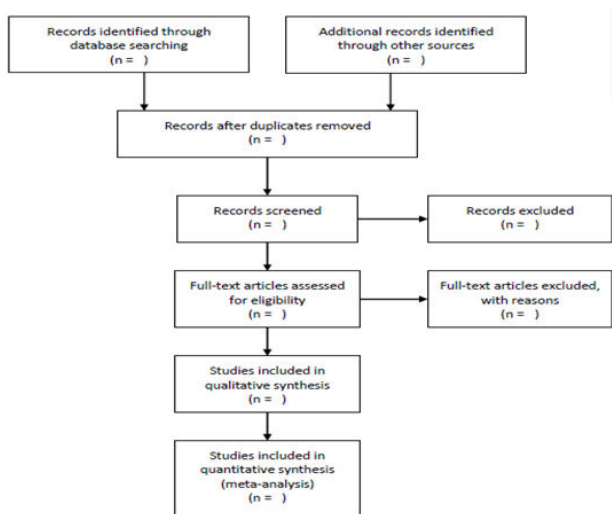 Records identified through
database searching
(n =   )
Additional records identified
through other sources
(n =   )
Records after duplicates removed
(n =   )
Records screened
(n =   )
Records excluded
(n =   )
Full-text articles assessed
for eligibility
(n =   )
Full-text articles excluded,
with reasons
(n =   )
Studies included in
qualitative synthesis
(n =   )
Studies included in
quantitative synthesis
(meta-analysis)
(n =   )